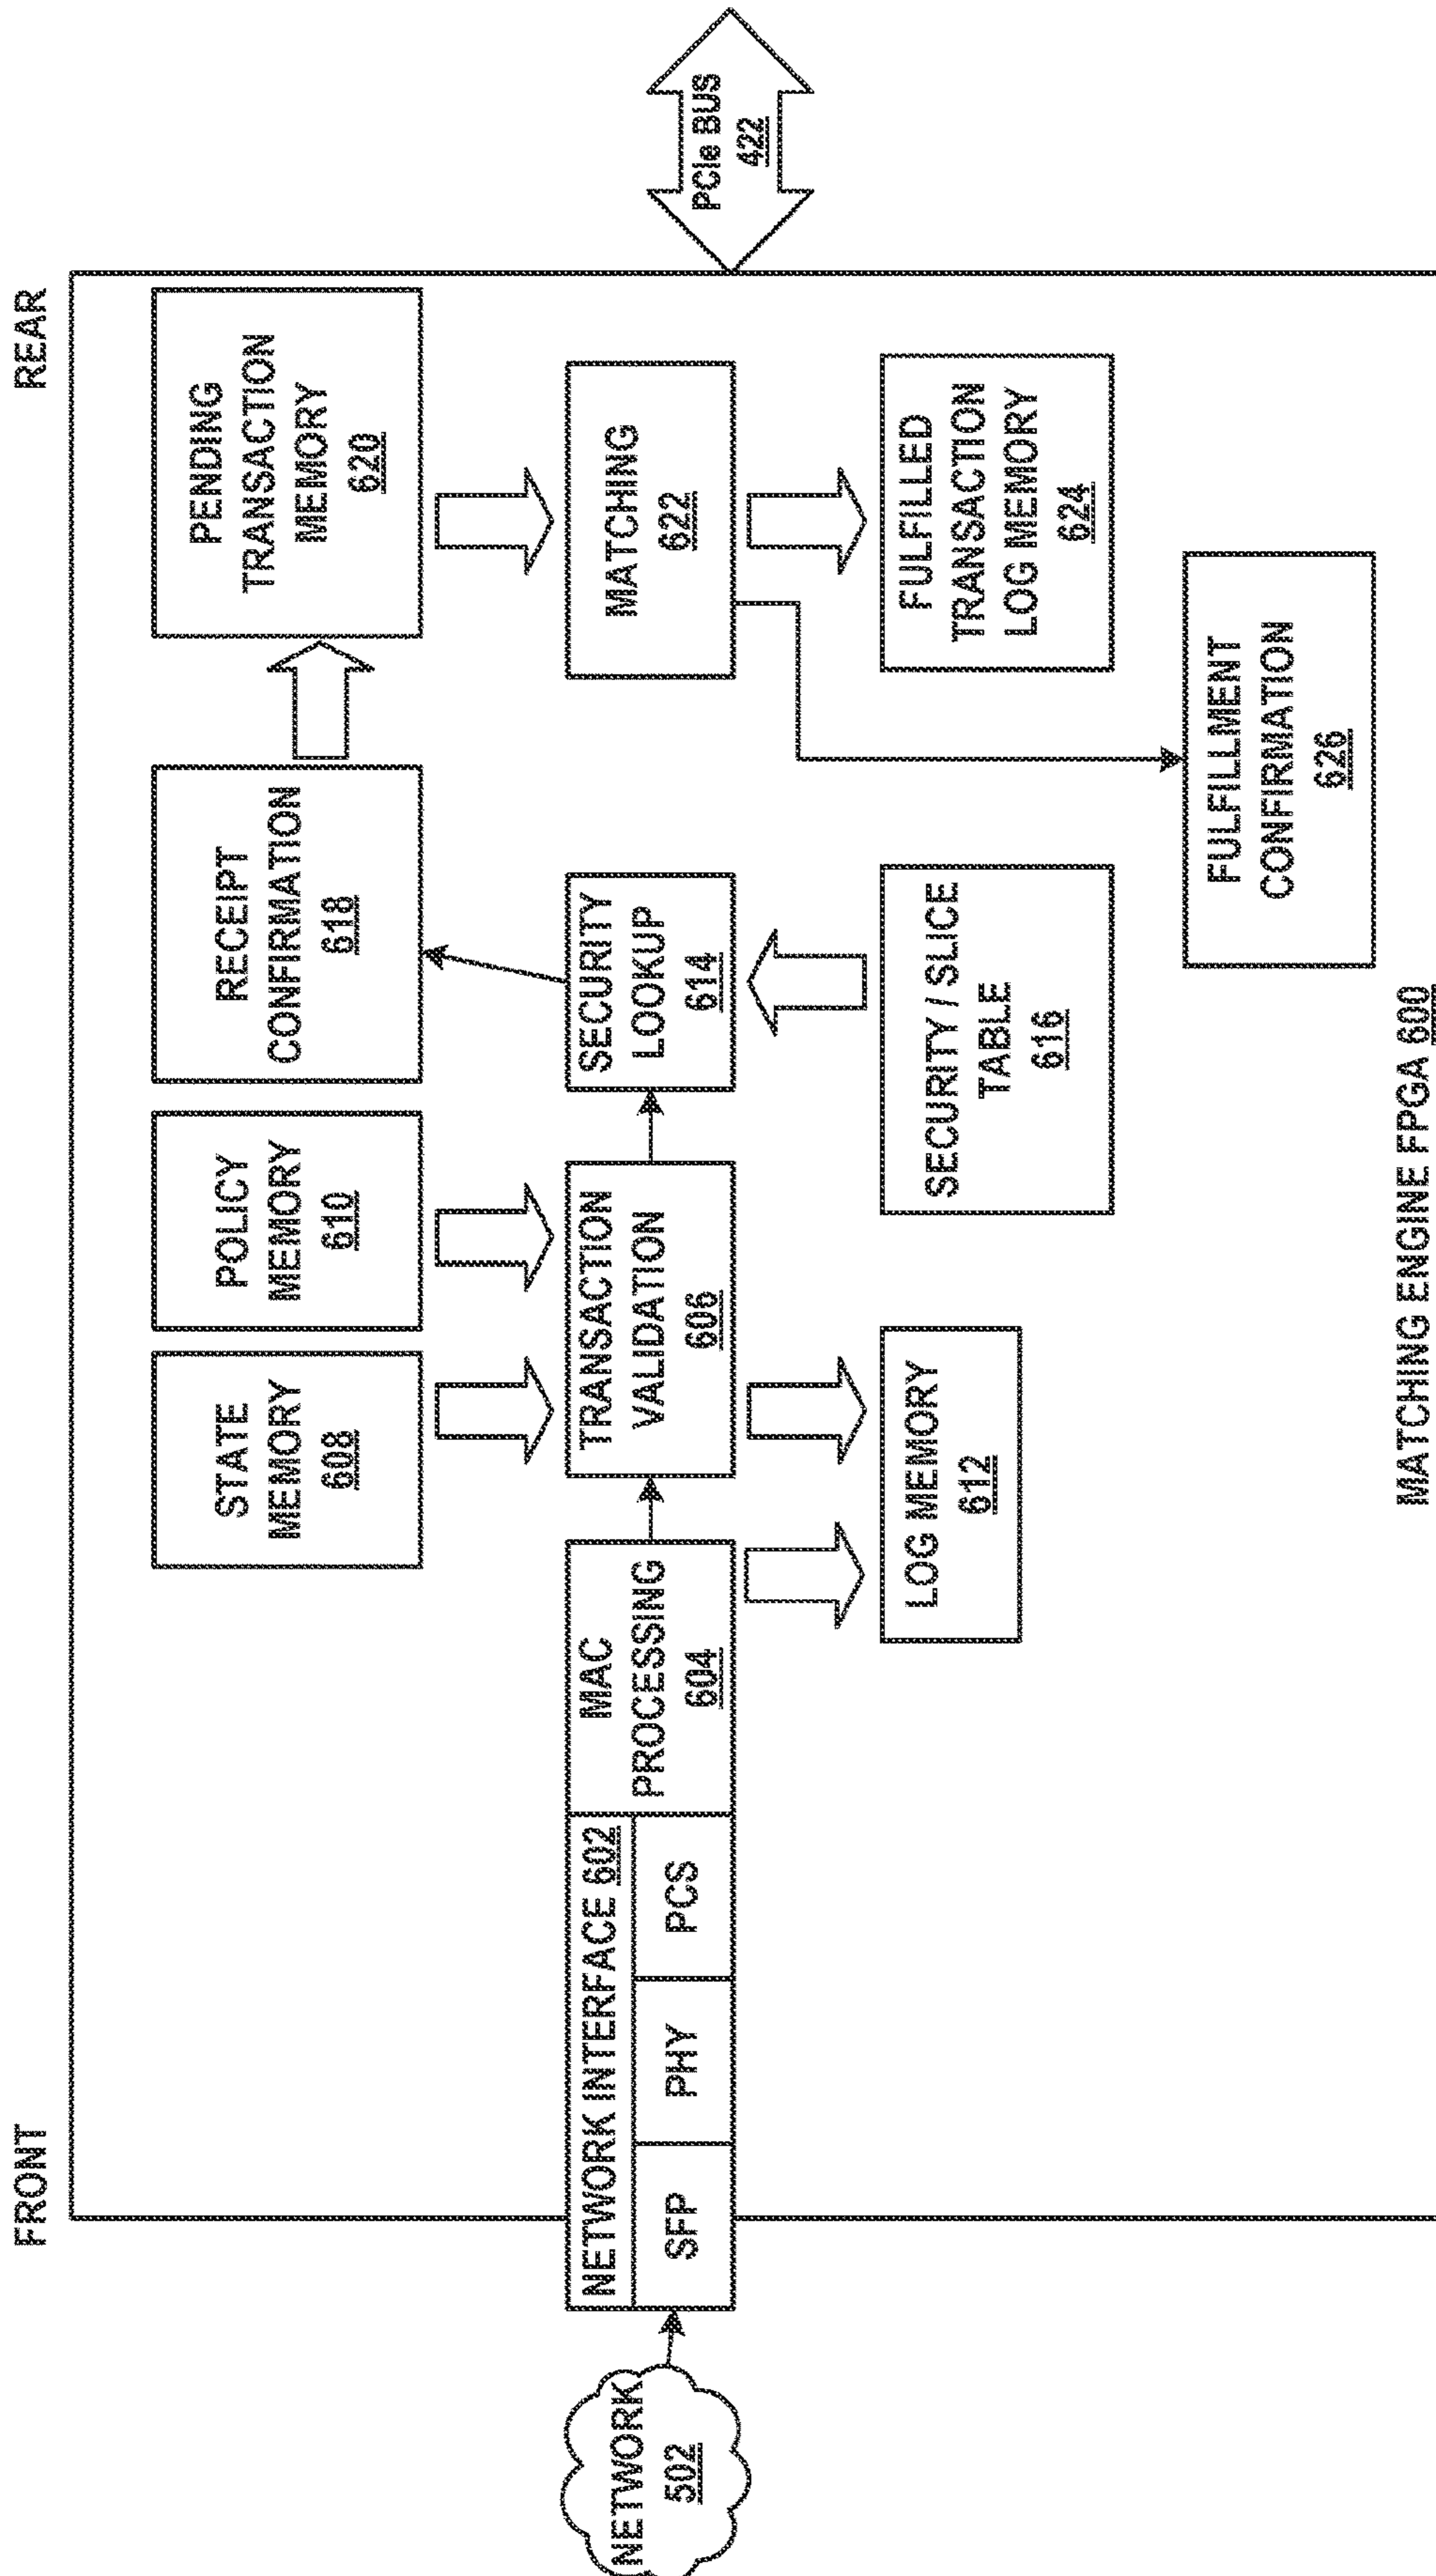 FRONT
REAR
STATE
MEMORY
608
POLICY
MEMORY
610
RECEIPT
CONFIRMATION
618
PENDING
TRANSACTION
MEMORY
620
NETWORK
502
NETWORK INTERFACE 602
SFP
PHY
PCS
MAC
PROCESSING
604
TRANSACTION
VALIDATION
606
SECURITY
LOOKUP
614
MATCHING
622
PCIe BUS
422
LOG MEMORY
612
SECURITY / SLICE
TABLE
616
FULFILLED
TRANSACTION
LOG MEMORY
624
FULFILLMENT
CONFIRMATION
626
MATCHING ENGINE FPGA 600